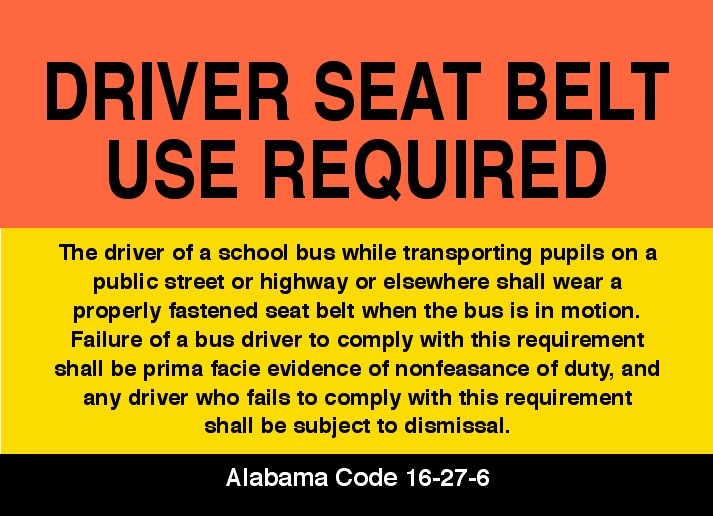 DRIVER SEAT BELT
USE REQUIRED
The driver of a school bus while transporting pupils on a
public street or highway or elsewhere shall wear a
properly fastened seat belt when the bus is in motion.
Failure of a bus driver to comply with this requirement
shall be prima facie evidence of nonfeasance of duty, and
any driver who fails to comply with this requirement
shall be subject to dismissal.
Alabama Code 16-27-6